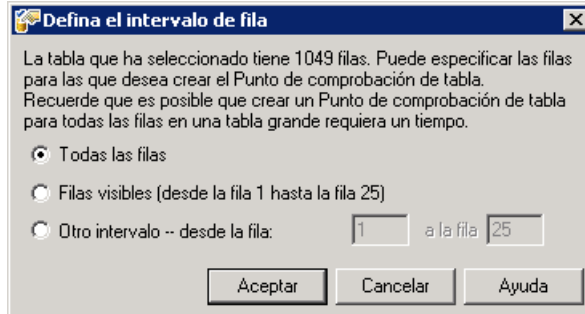 Defina el intervalo de fila
La tabla que ha seleccionado tiene 1049 filas. Puede especificar las filas
para las que desea crear el Punto de comprobación de tabla.
Recuerde que es posible que crear un Punto de comprobación de tabla
para todas las filas en una tabla grande requiera un tiempo.
Todas las filas
Filas visibles (desde la fila 1 hasta la fila 25)
Otro intervalo -- desde la fila: 1 a la fila 25
Aceptar Cancelar Ayuda